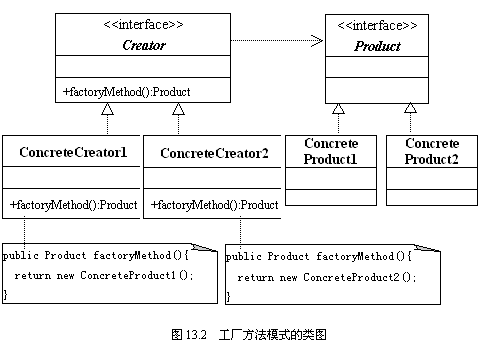 <<interface>>
Creator
+factoryMethod():Product
<<interface>>
Product
ConcreteCreator1
+factoryMethod():Product
ConcreteCreator2
+factoryMethod():Product
Concrete
Product1
Concrete
Product2
public Product factoryMethod(){
return new ConcreteProduct1();
}
public Product factoryMethod(){
return new ConcreteProduct2();
}
图 13.2 工厂方法模式的类图